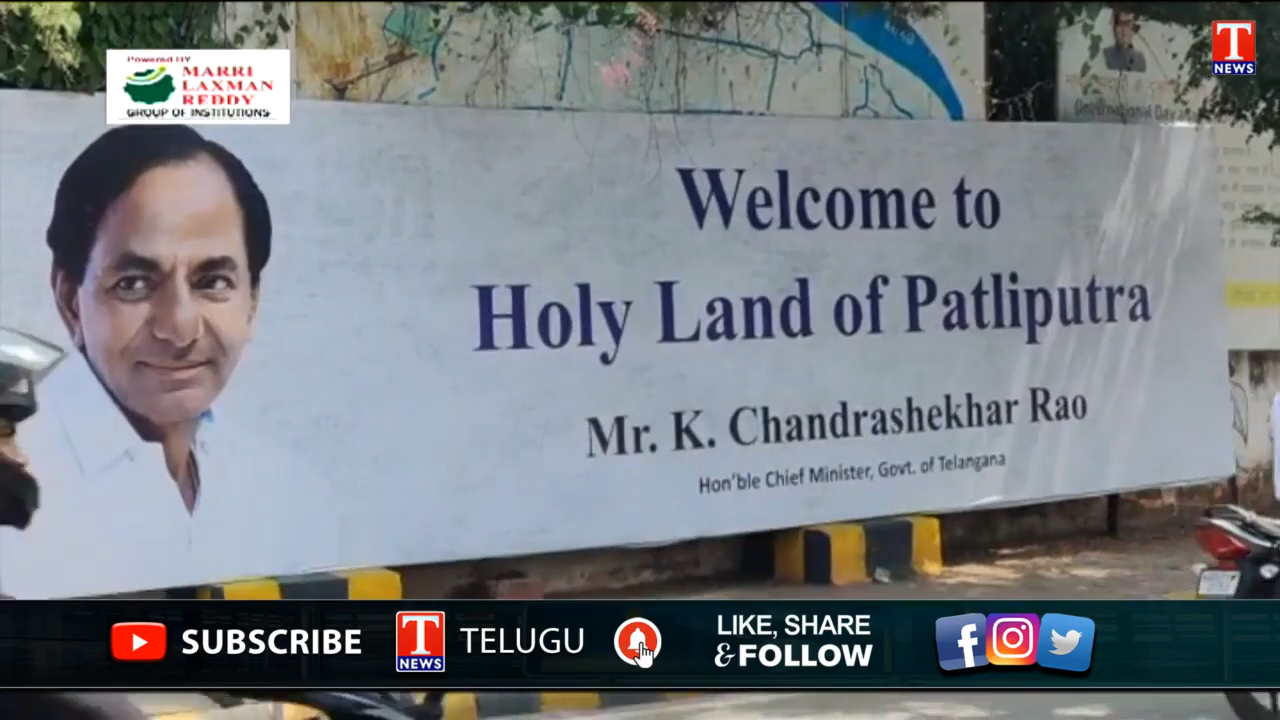 Powered BY
MARRI
LAXMAN
REDDY
GROUP OF INSTITUTIONS
T
NEWS
Welcome to
Holy Land of Patliputra
Mr. K. Chandrashekhar Rao
Hon'ble Chief Minister, Govt. of Telangana
SUBSCRIBE
T
NEWS
TELUGU
LIKE, SHARE
& FOLLOW